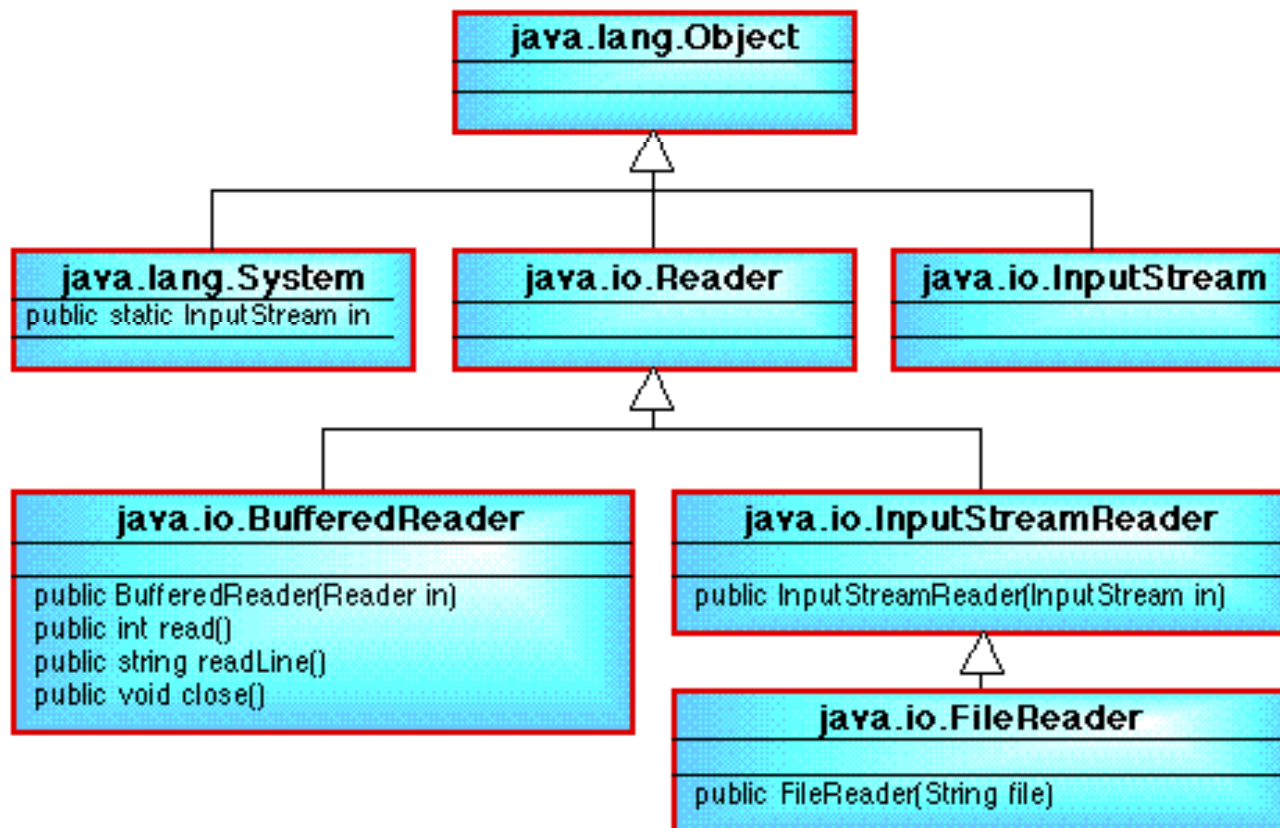 java.lang.Object
java.lang.System
public static InputStream in
java.io.Reader
java.io.InputStream
java.io.BufferedReader
public BufferedReader(Reader in)
public int read()
public string readLine()
public void close()
java.io.InputStreamReader
public InputStreamReader(InputStream in)
java.io.FileReader
public FileReader(String file)